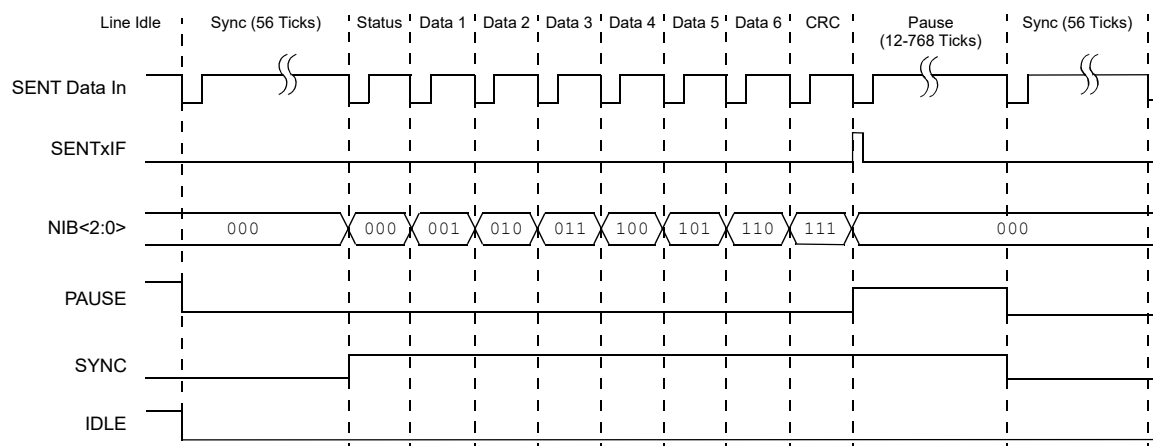 Line Idle Sync (56 Ticks) Status Data 1 Data 2 Data 3 Data 4 Data 5 Data 6 CRC Pause Sync (56 Ticks)
(12-768 Ticks)
SENT Data In
SENTxIF
NIB<2:0> 000 000 001 010 011 100 101 110 111 000
PAUSE
SYNC
IDLE